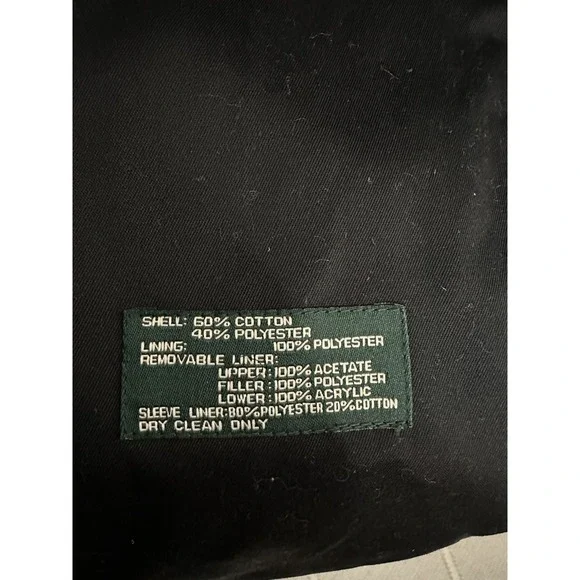 SHELL: 60% COTTON
40% POLYESTER
LINING: 100% POLYESTER
REMOVABLE LINER:
UPPER:100% ACETATE
FILLER:100% POLYESTER
LOWER:100% ACRYLIC
SLEEVE LINER:80%POLYESTER 20%COTTON
DRY CLEAN ONLY